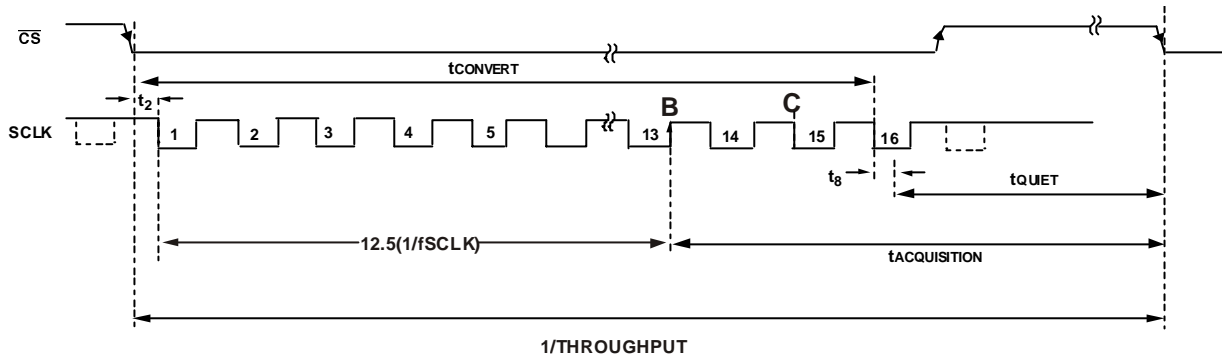 CS
tCONVERT
t2
B
C
SCLK
1
2
3
4
5
13
14
15
16
t8
tQUIET
12.5(1/fSCLK)
tACQUISITION
1/THROUGHPUT